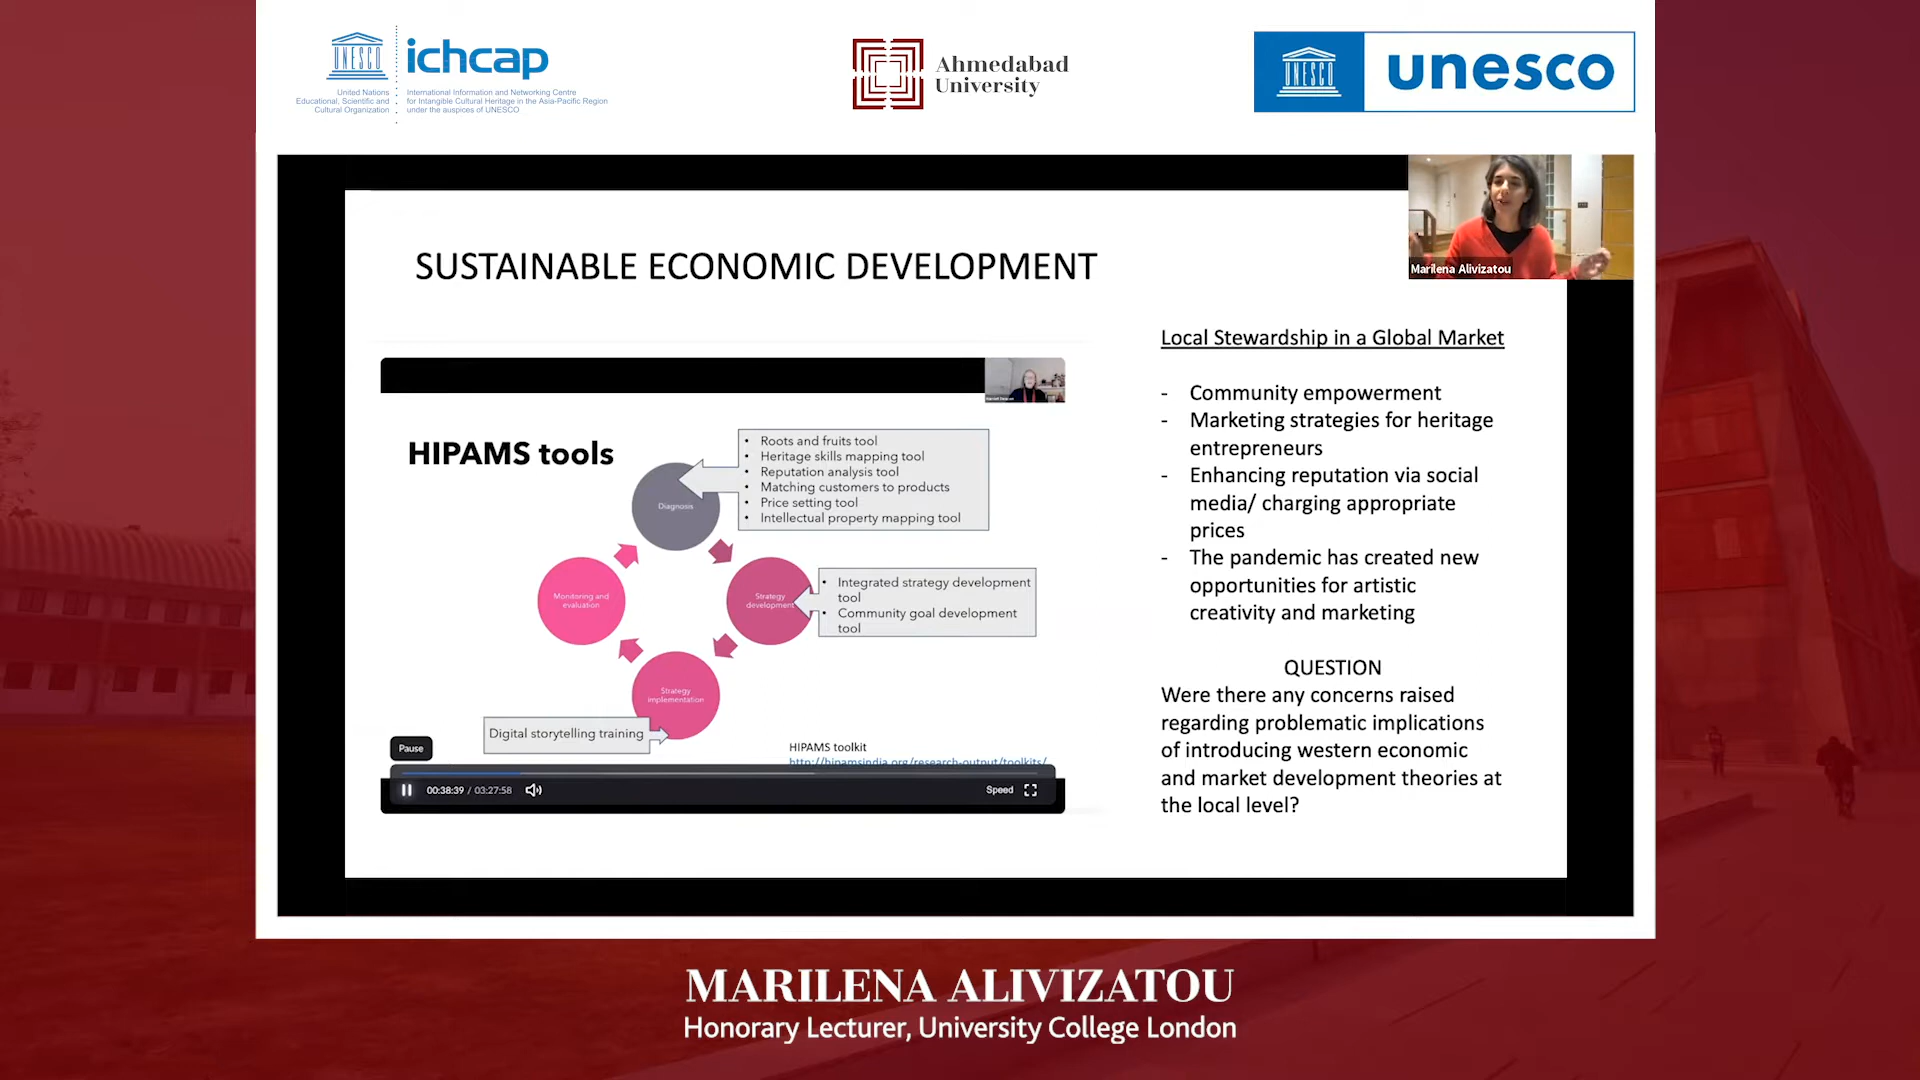 UNESCO
United Nations
Educational, Scientific and
Cultural Organization
ichcap
International Information and Networking Centre
for Intangible Cultural Heritage in the Asia-Pacific Region
under the auspices of UNESCO
Ahmedabad
University
UNESCO
unesco
Marilena Alivizatou
SUSTAINABLE ECONOMIC DEVELOPMENT
HIPAMS tools
Diagnosis
• Roots and fruits tool
• Heritage skills mapping tool
• Reputation analysis tool
• Matching customers to products
• Price setting tool
• Intellectual property mapping tool
Monitoring and
evaluation
Strategy
development
• Integrated strategy development
tool
• Community goal development
tool
Strategy
implementation
Digital storytelling training
HIPAMS toolkit
http://hipamsindia.org/research-output/toolkits/
Pause
00:38:39 / 03:27:58
Speed
Local Stewardship in a Global Market
- Community empowerment
- Marketing strategies for heritage
entrepreneurs
- Enhancing reputation via social
media/ charging appropriate
prices
- The pandemic has created new
opportunities for artistic
creativity and marketing
QUESTION
Were there any concerns raised
regarding problematic implications
of introducing western economic
and market development theories at
the local level?
MARILENA ALIVIZATOU
Honorary Lecturer, University College London